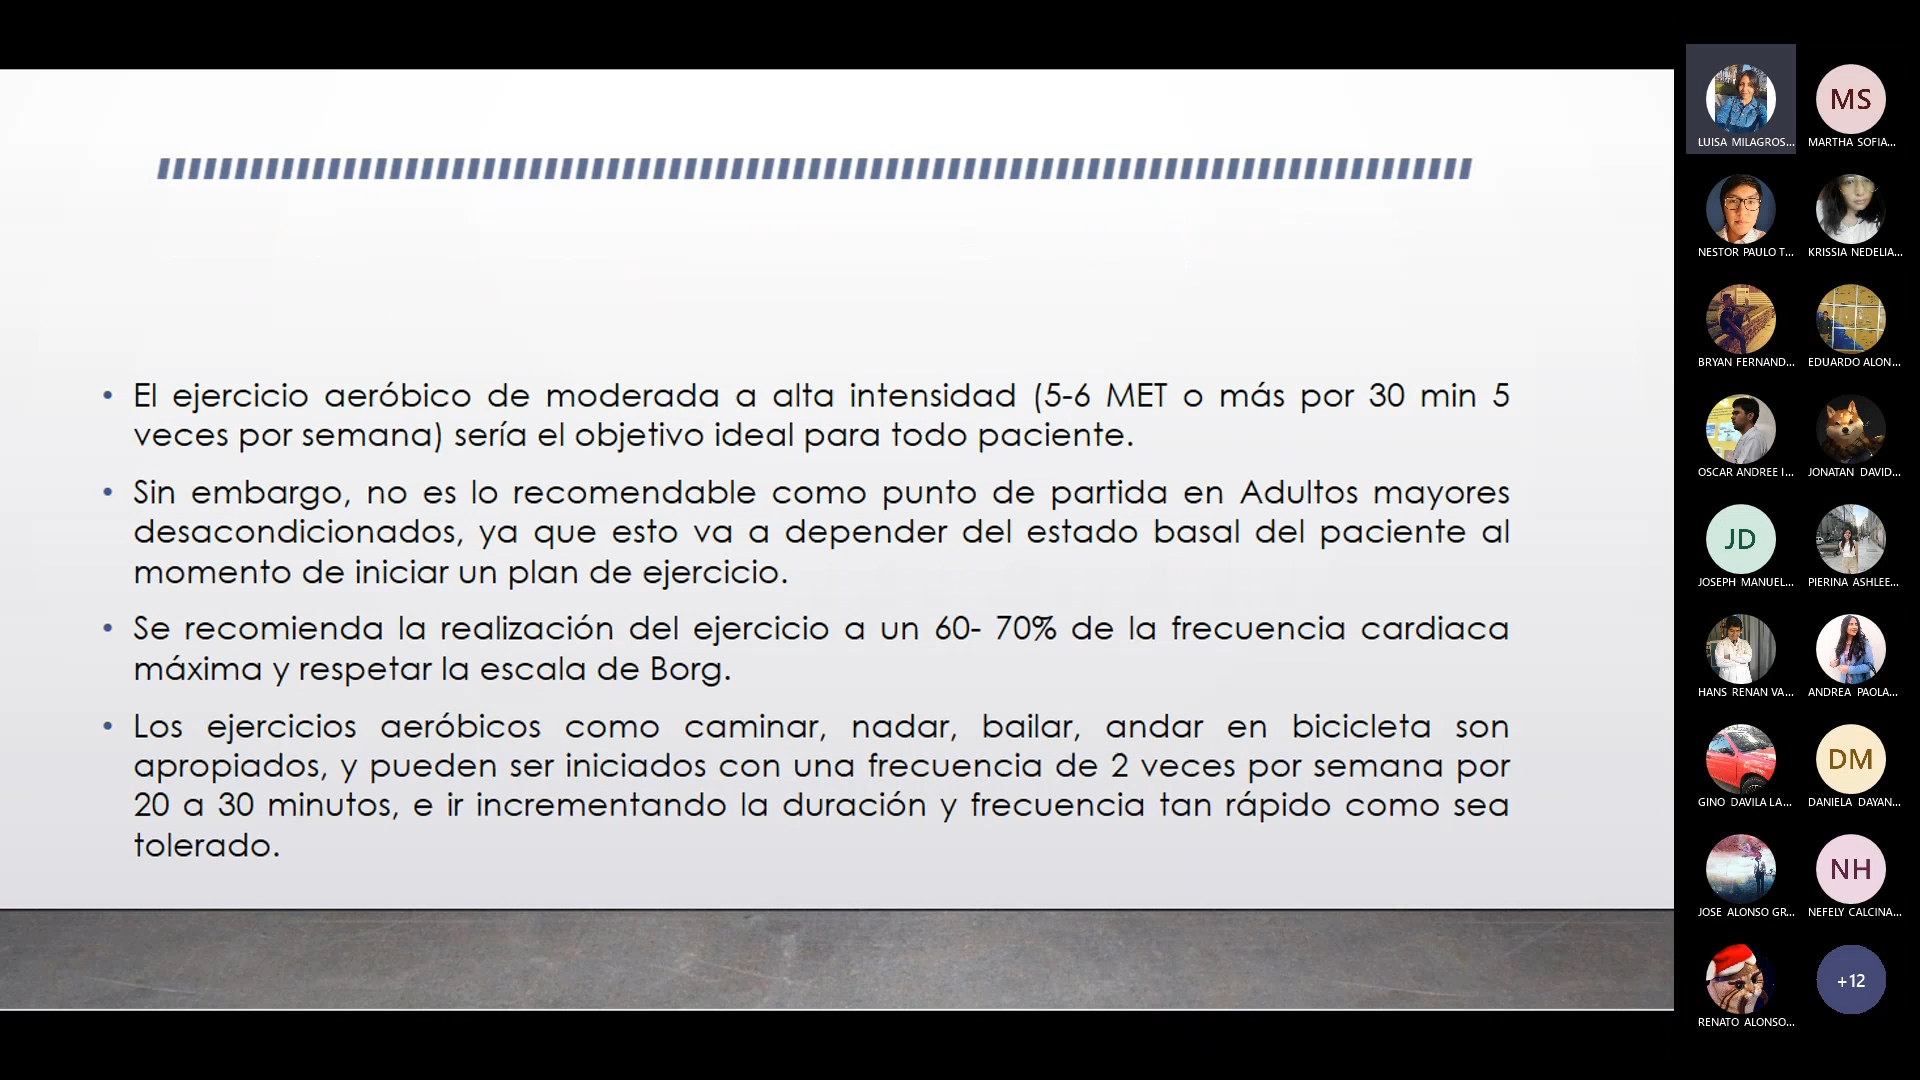 • El ejercicio aeróbico de moderada a alta intensidad (5-6 MET o más por 30 min 5
veces por semana) sería el objetivo ideal para todo paciente.
• Sin embargo, no es lo recomendable como punto de partida en Adultos mayores
desacondicionados, ya que esto va a depender del estado basal del paciente al
momento de iniciar un plan de ejercicio.
• Se recomienda la realización del ejercicio a un 60- 70% de la frecuencia cardiaca
máxima y respetar la escala de Borg.
• Los ejercicios aeróbicos como caminar, nadar, bailar, andar en bicicleta son
apropiados, y pueden ser iniciados con una frecuencia de 2 veces por semana por
20 a 30 minutos, e ir incrementando la duración y frecuencia tan rápido como sea
tolerado.
MS
LUISA MILAGROS...
MARTHA SOFIA...
NESTOR PAULO T...
KRISSIA NEDELIA...
BRYAN FERNAND...
EDUARDO ALON...
OSCAR ANDREE I...
JONATAN DAVID...
JD
JOSEPH MANUEL...
PIERINA ASHLEE...
HANS RENAN VA...
ANDREA PAOLA...
DM
GINO DAVILA LA...
DANIELA DAYAN...
NH
JOSE ALONSO GR...
NEFELY CALCINA...
+12
RENATO ALONSO...